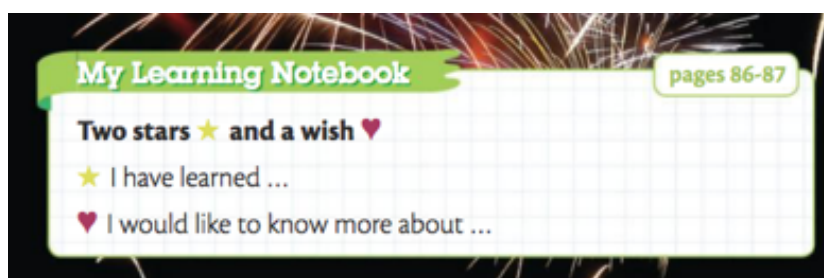 My Learning Notebook
pages 86-87
Two stars ★ and a wish ♥
★ I have learned ...
♥ I would like to know more about ...